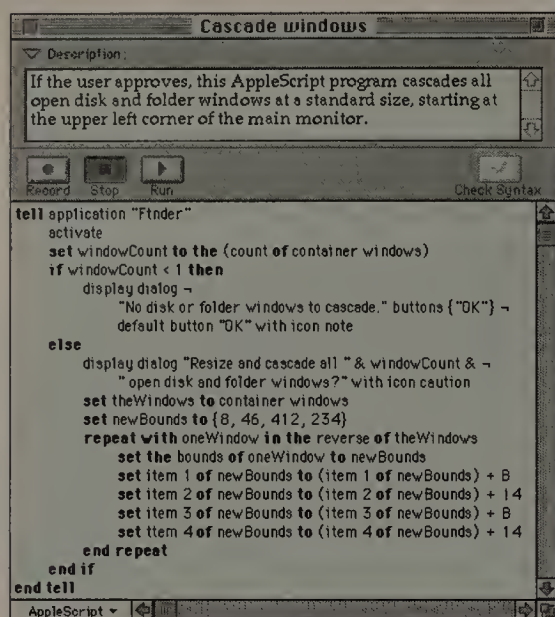 Cascade windows
Description:
If the user approves, this AppleScript program cascades all
open disk and folder windows at a standard size, starting at
the upper left corner of the main monitor.
Record Stop Run Check Syntax
tell application "Finder"
activate
set windowCount to the (count of container windows)
if windowCount < 1 then
display dialog ¬
"No disk or folder windows to cascade." buttons {"OK"} ¬
default button "OK" with icon note
else
display dialog "Resize and cascade all " & windowCount & ¬
" open disk and folder windows?" with icon caution
set theWindows to container windows
set newBounds to {8, 46, 412, 234}
repeat with oneWindow in the reverse of theWindows
set the bounds of oneWindow to newBounds
set item 1 of newBounds to (item 1 of newBounds) + 8
set item 2 of newBounds to (item 2 of newBounds) + 14
set item 3 of newBounds to (item 3 of newBounds) + 8
set item 4 of newBounds to (item 4 of newBounds) + 14
end repeat
end if
end tell
AppleScript